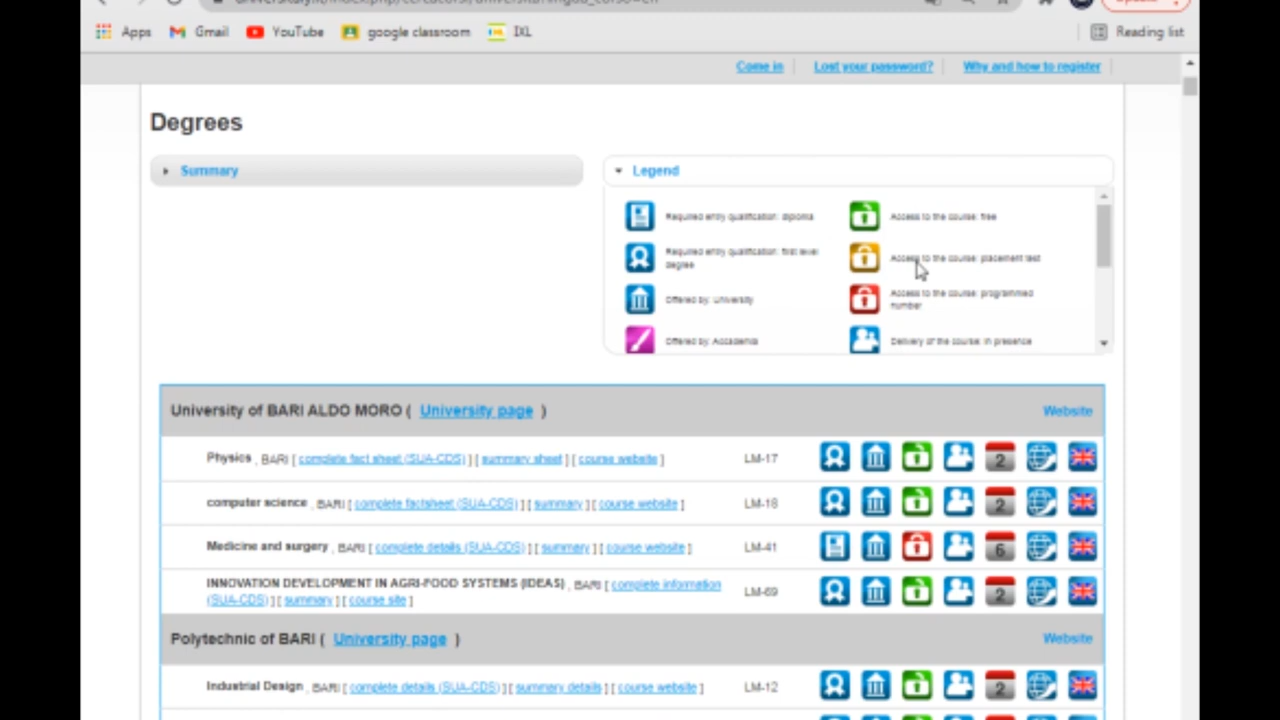 Apps Gmail YouTube google classroom IXL Reading list
Come in Lost your password? Why and how to register
Degrees
Summary
Legend
Required entry qualification: diploma
Access to the course: free
Required entry qualification: first level
degree
Access to the course: placement test
Offered by: University
Access to the course: programmed
number
Offered by: Accademia
Delivery of the course: in presence
University of BARI ALDO MORO ( University page ) Website
Physics , BARI [ complete fact sheet (SUA-CDS) ] [ summary sheet ] [ course website ] LM-17 2
computer science , BARI [ complete factsheet (SUA-CDS) ] [ summary ] [ course website ] LM-18 2
Medicine and surgery , BARI [ complete details (SUA-CDS) ] [ summary ] [ course website ] LM-41 6
INNOVATION DEVELOPMENT IN AGRI-FOOD SYSTEMS (IDEAS) , BARI [ complete information
(SUA-CDS) ] [ summary ] [ course site ] LM-69 2
Polytechnic of BARI ( University page ) Website
Industrial Design , BARI [ complete details (SUA-CDS) ] [ summary details ] [ course website ] LM-12 2